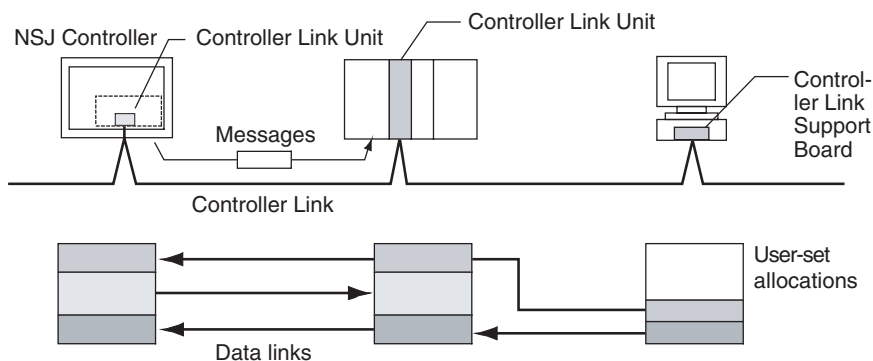 NSJ Controller
Controller Link Unit
Controller Link Unit
Control-
ler Link
Support
Board
Messages
Controller Link
User-set
allocations
Data links